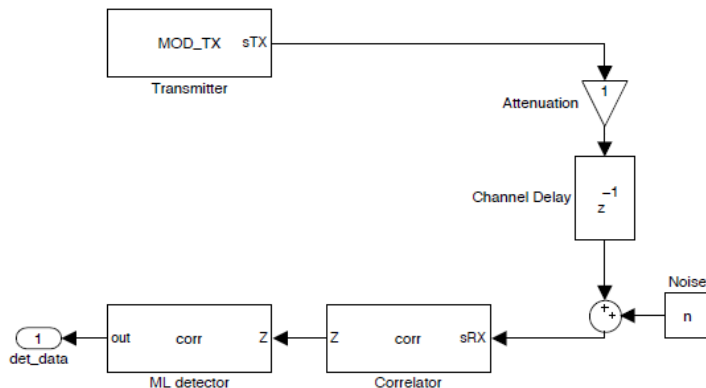 MOD_TX sTX
Transmitter
1
Attenuation
z
-1
Channel Delay
Noise
n
+
+
sRX corr Z
Correlator
Z corr out
ML detector
1
det_data